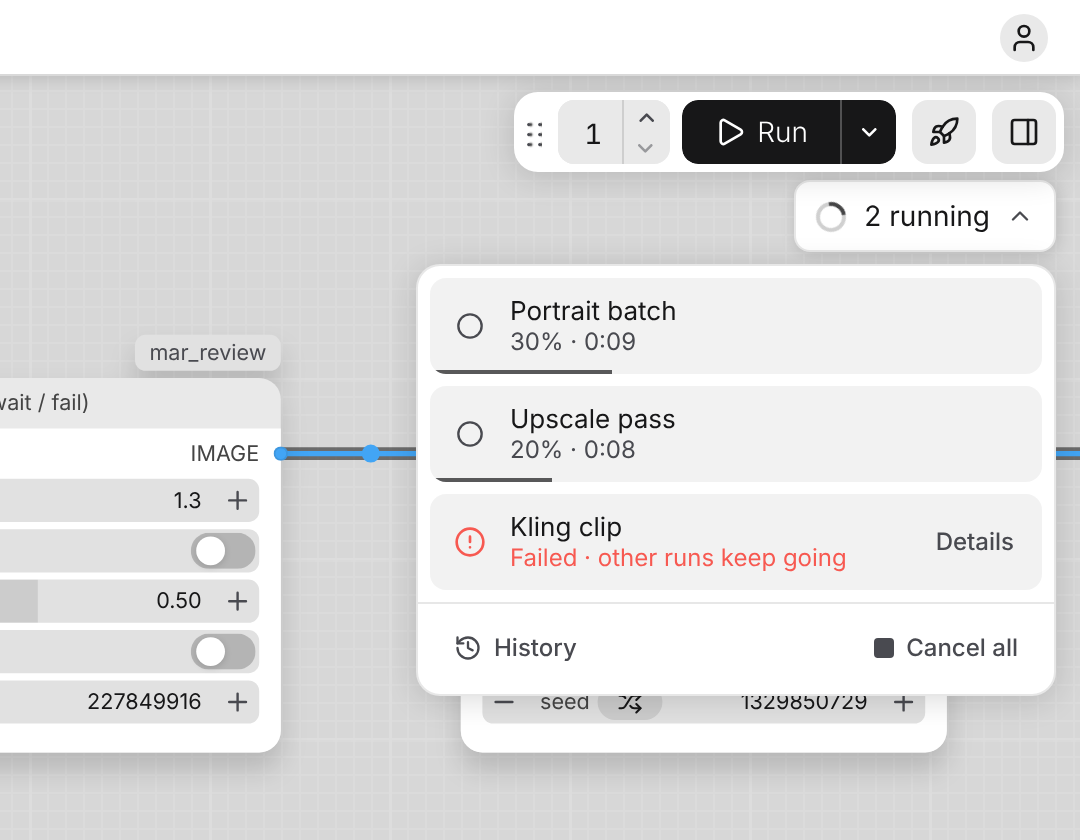 1
Run
2 running
Portrait batch
30% · 0:09
mar_review
Upscale pass
20% · 0:08
/ fail)
IMAGE
1.3
Kling clip
Details
Failed · other runs keep going
0.50
History
Cancel all
227849916
seed
1329850729